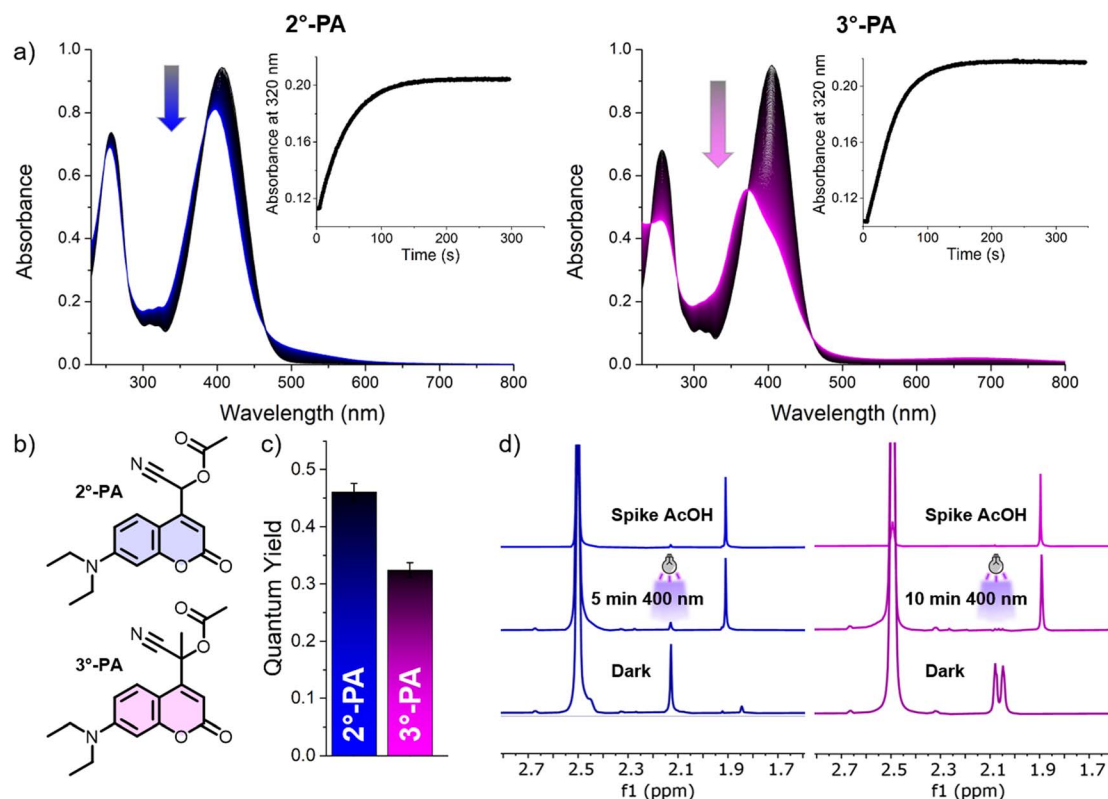 2°-PA
3°-PA
a)
1.0
0.8
0.6
0.4
0.2
0.0
Absorbance
300
400
500
600
700
800
Wavelength (nm)
0.20
0.16
0.12
Absorbance at 320 nm
0
100
200
300
Time (s)
1.0
0.8
0.6
0.4
0.2
0.0
Absorbance
300
400
500
600
700
800
Wavelength (nm)
0.20
0.16
0.12
Absorbance at 320 nm
0
100
200
300
Time (s)
b)
O
N
O
2°-PA
N
O
O
O
N
O
3°-PA
N
O
O
c)
0.5
0.4
0.3
0.2
0.1
0.0
Quantum Yield
2°-PA
3°-PA
d)
Spike AcOH
5 min 400 nm
Dark
2.7
2.5
2.3
2.1
1.9
1.7
f1 (ppm)
Spike AcOH
10 min 400 nm
Dark
2.7
2.5
2.3
2.1
1.9
1.7
f1 (ppm)